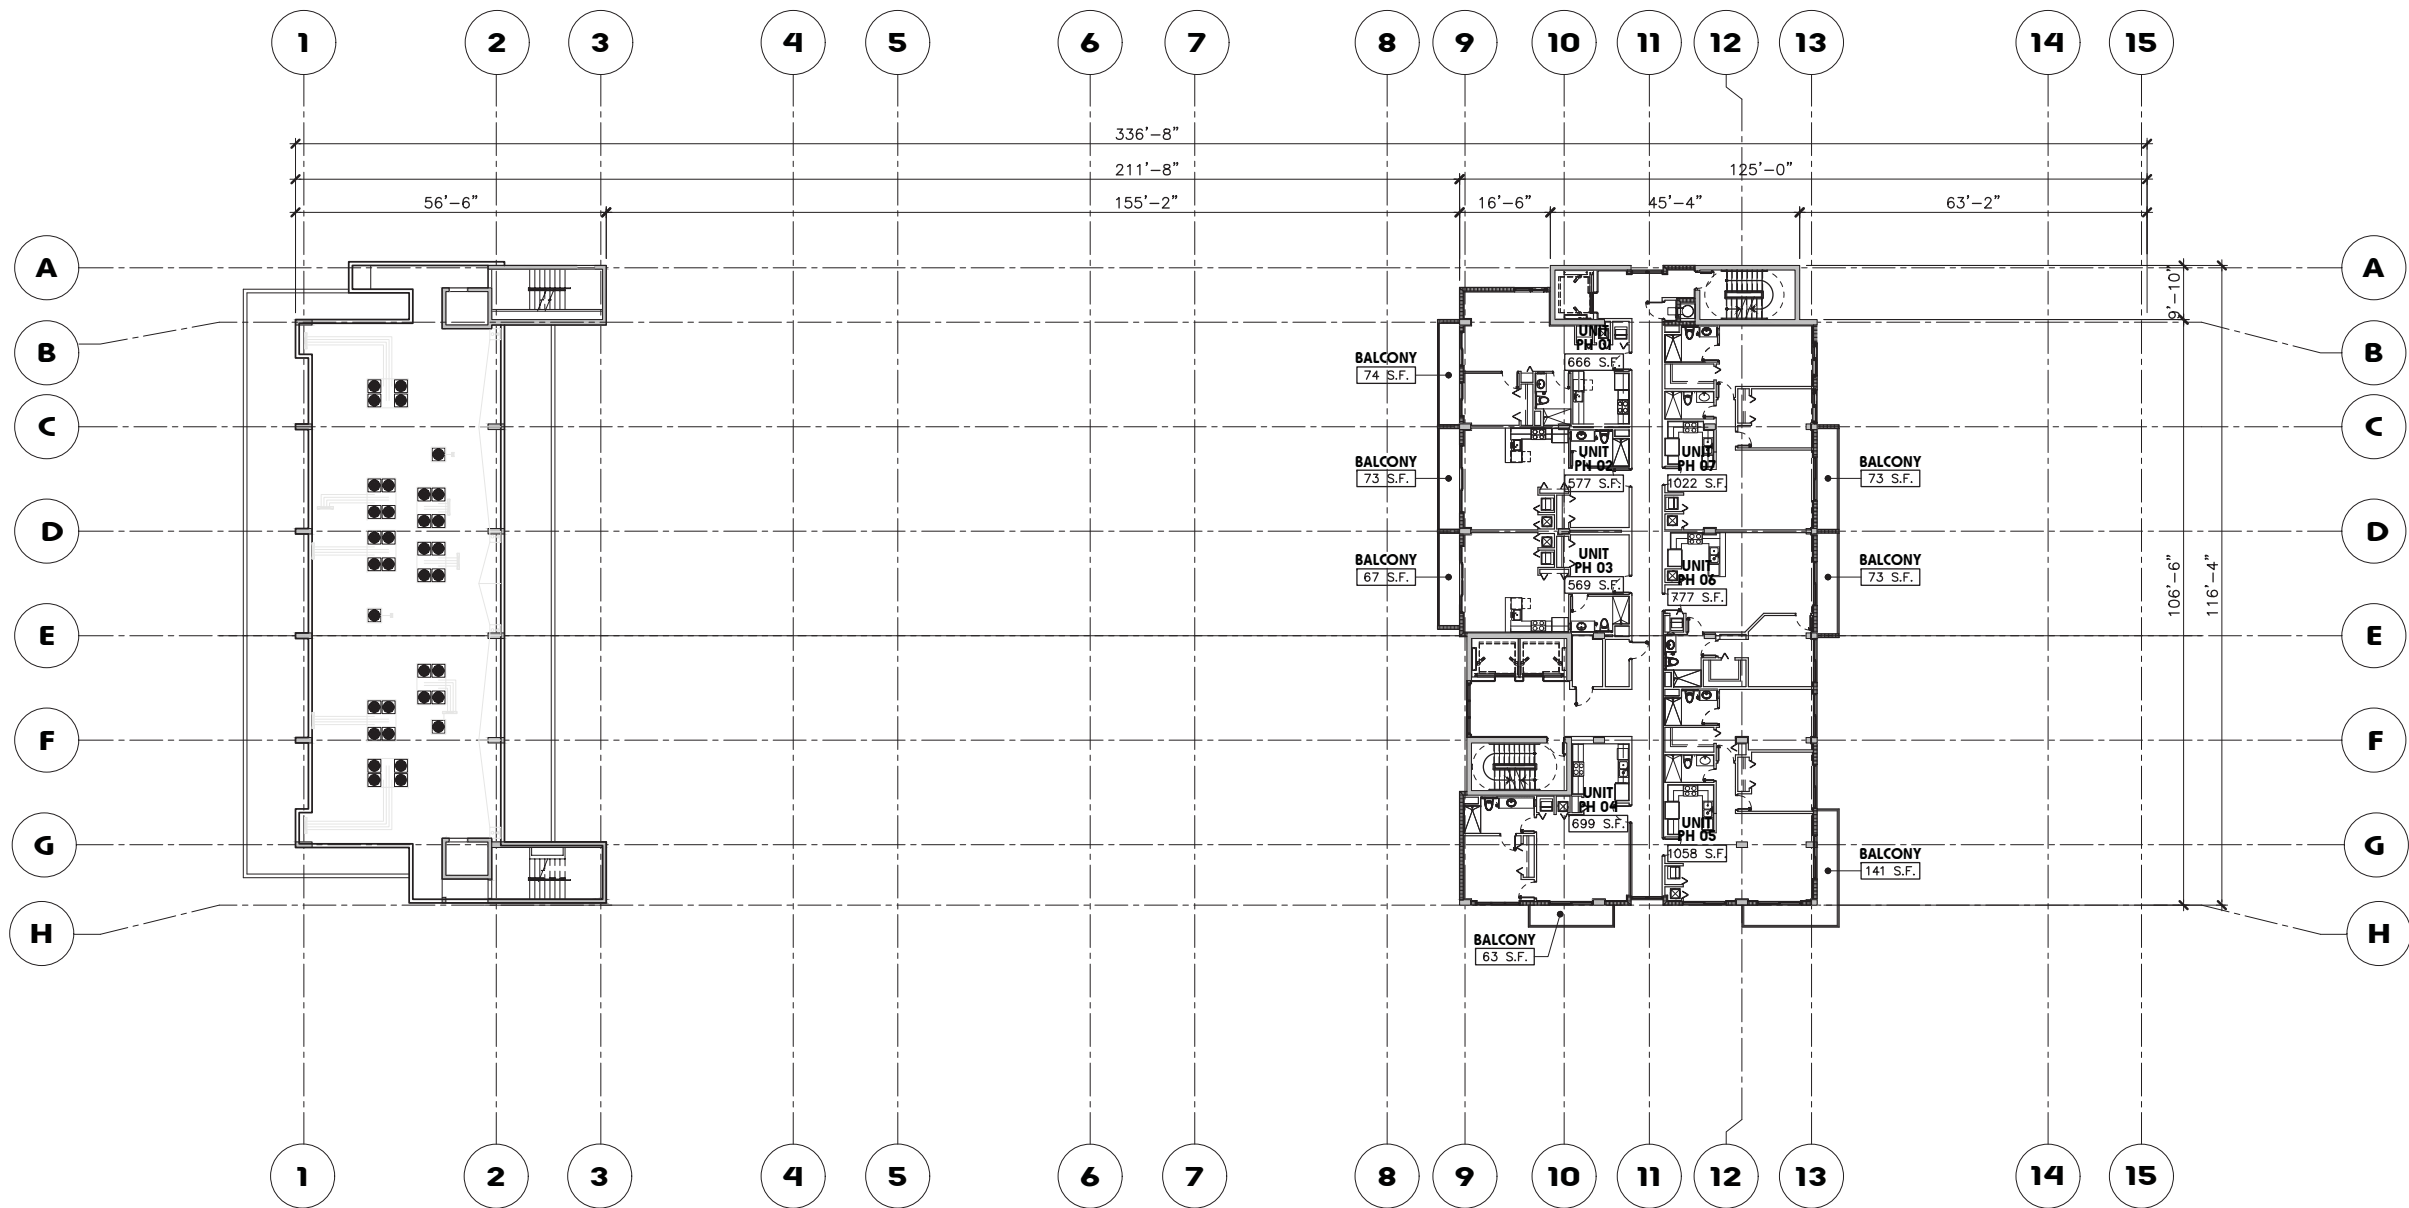 1 2 3 4 5 6 7 8 9 10 11 12 13 14 15
336'-8"
211'-8" 125'-0"
56'-6" 155'-2" 16'-6" 45'-4" 63'-2"
A A
9'-10"
B B
UNIT
PH 01
666 S.F.
BALCONY
74 S.F.
C C
BALCONY
73 S.F.
UNIT
PH 02
577 S.F.
UNIT
PH 07
1022 S.F.
BALCONY
73 S.F.
D D
BALCONY
67 S.F.
UNIT
PH 03
569 S.F.
UNIT
PH 06
777 S.F.
BALCONY
73 S.F.
106'-6"
116'-4"
E E
F F
UNIT
PH 04
699 S.F.
UNIT
PH 05
1058 S.F.
G G
BALCONY
141 S.F.
H H
BALCONY
63 S.F.
1 2 3 4 5 6 7 8 9 10 11 12 13 14 15